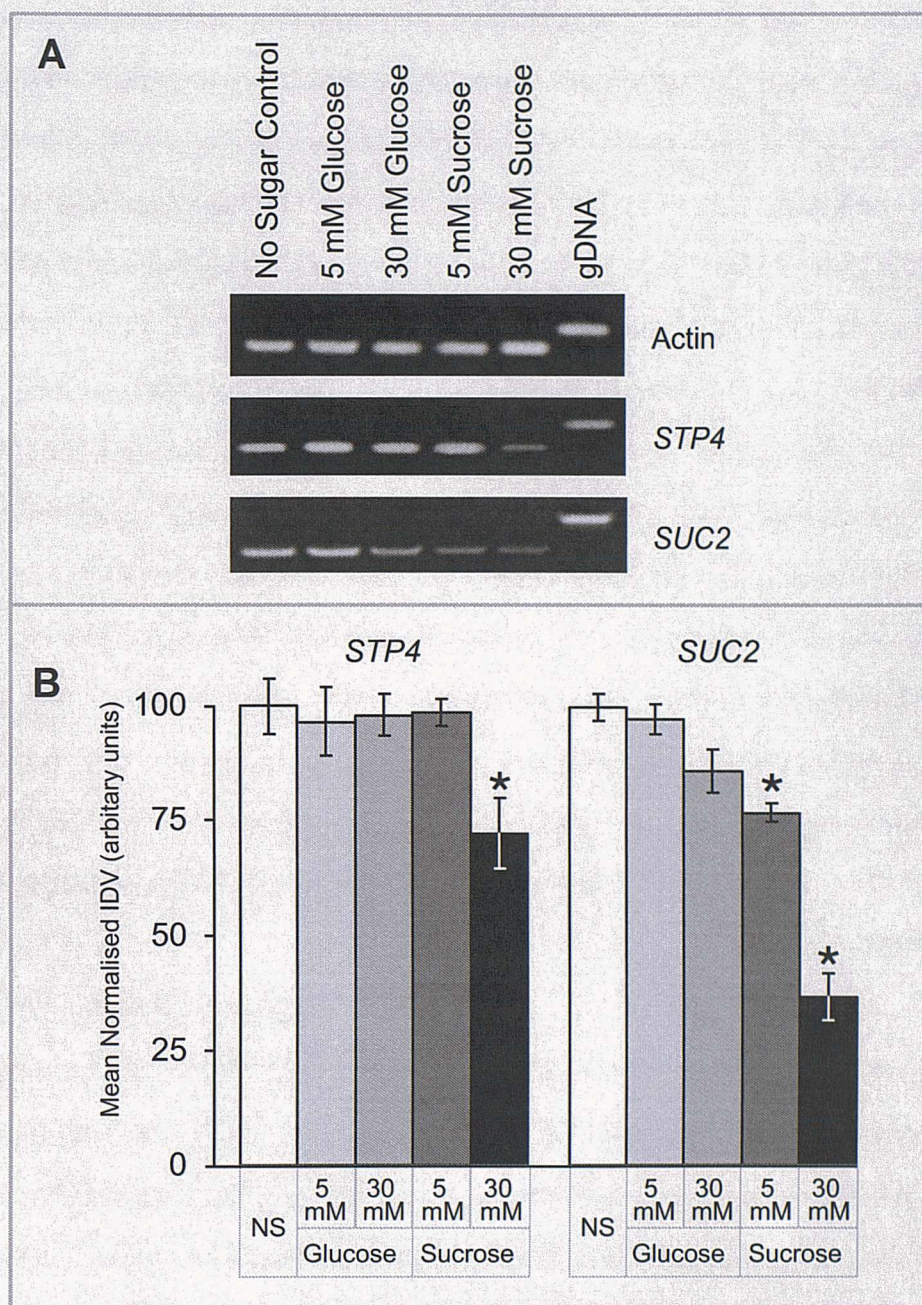 A
No Sugar Control
5 mM Glucose
30 mM Glucose
5 mM Sucrose
30 mM Sucrose
gDNA
Actin
STP4
SUC2
B
STP4
SUC2
Mean Normalised IDV (arbitary units)
100
75
50
25
0
*
*
*
NS
5 mM
30 mM
5 mM
30 mM
Glucose
Sucrose
NS
5 mM
30 mM
5 mM
30 mM
Glucose
Sucrose